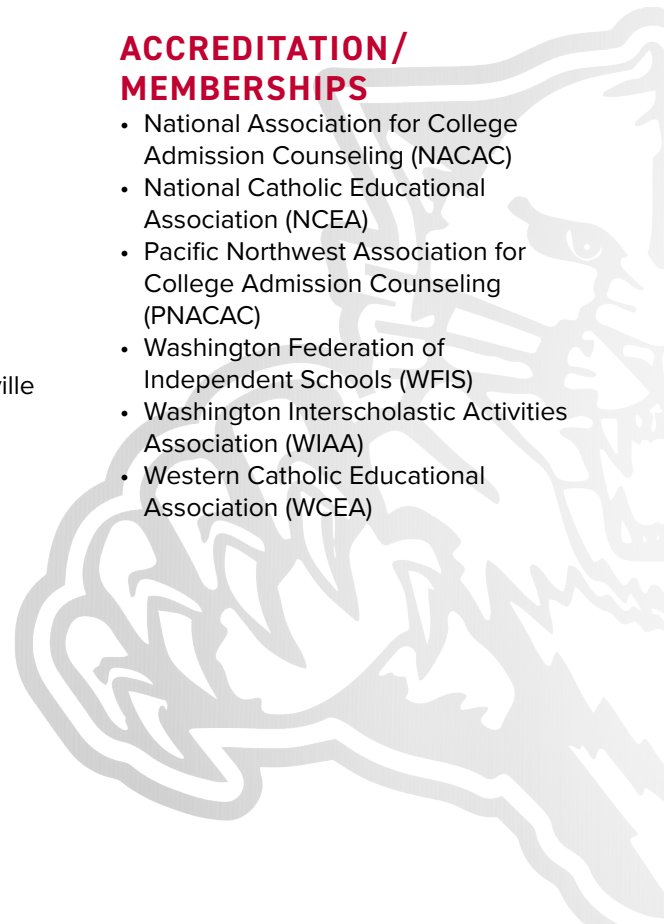 ACCREDITATION/
MEMBERSHIPS
• National Association for College
Admission Counseling (NACAC)
• National Catholic Educational
Association (NCEA)
• Pacific Northwest Association for
College Admission Counseling
(PNACAC)
• Washington Federation of
Independent Schools (WFIS)
• Washington Interscholastic Activities
Association (WIAA)
• Western Catholic Educational
Association (WCEA)
ille